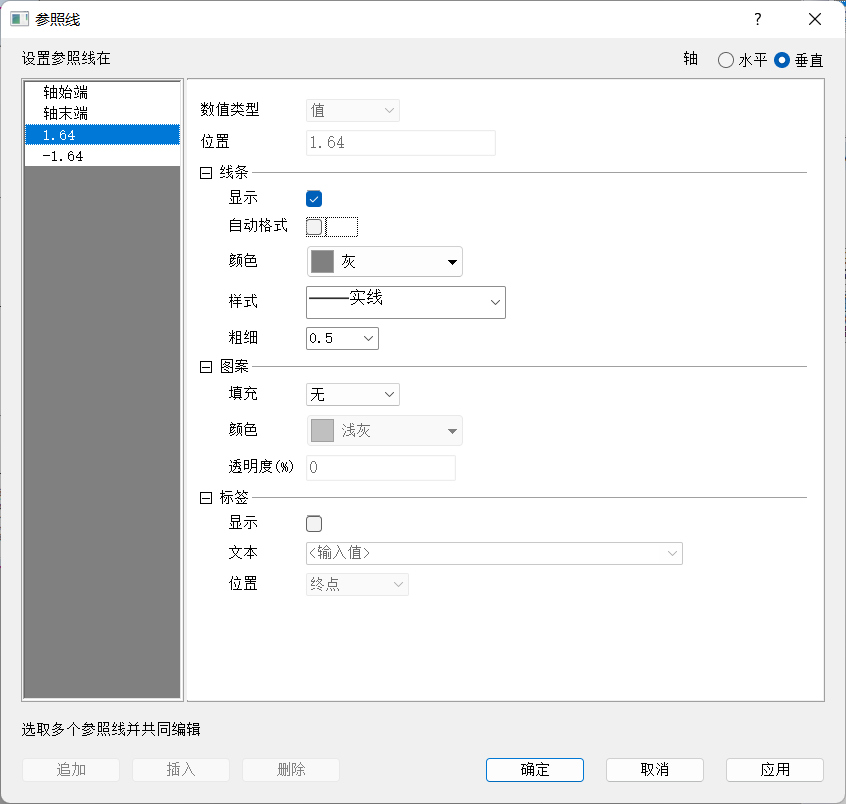 参照线
?
设置参照线在
轴 水平 垂直
轴始端
轴末端
1.64
-1.64
数值类型 值
位置 1.64
线条
显示
自动格式
颜色 灰
样式 实线
粗细 0.5
图案
填充 无
颜色 浅灰
透明度(%) 0
标签
显示
文本 <输入值>
位置 终点
选取多个参照线并共同编辑
追加 插入 删除 确定 取消 应用